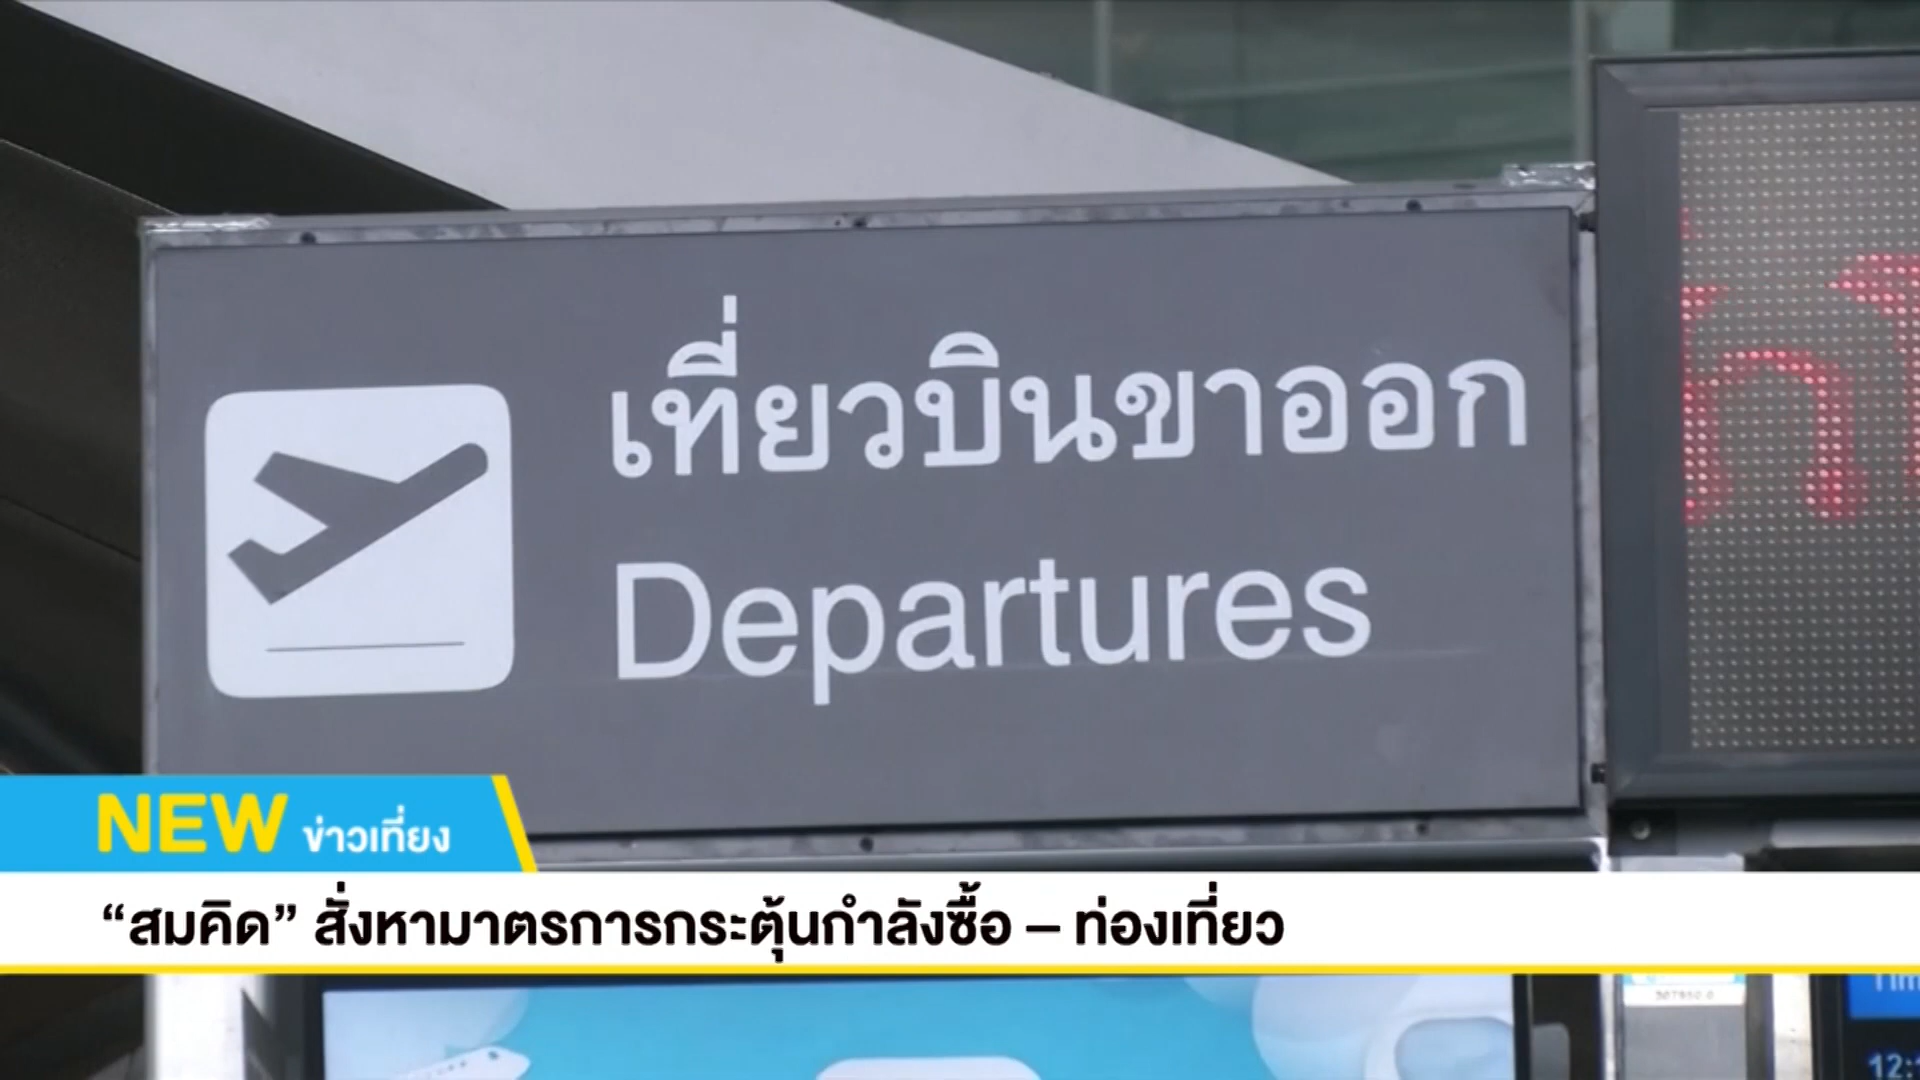 เที่ยวบินขาออก
Departures
NEW ข่าวเที่ยง
“สมคิด” สั่งหามาตรการกระตุ้นกำลังซื้อ – ท่องเที่ยว